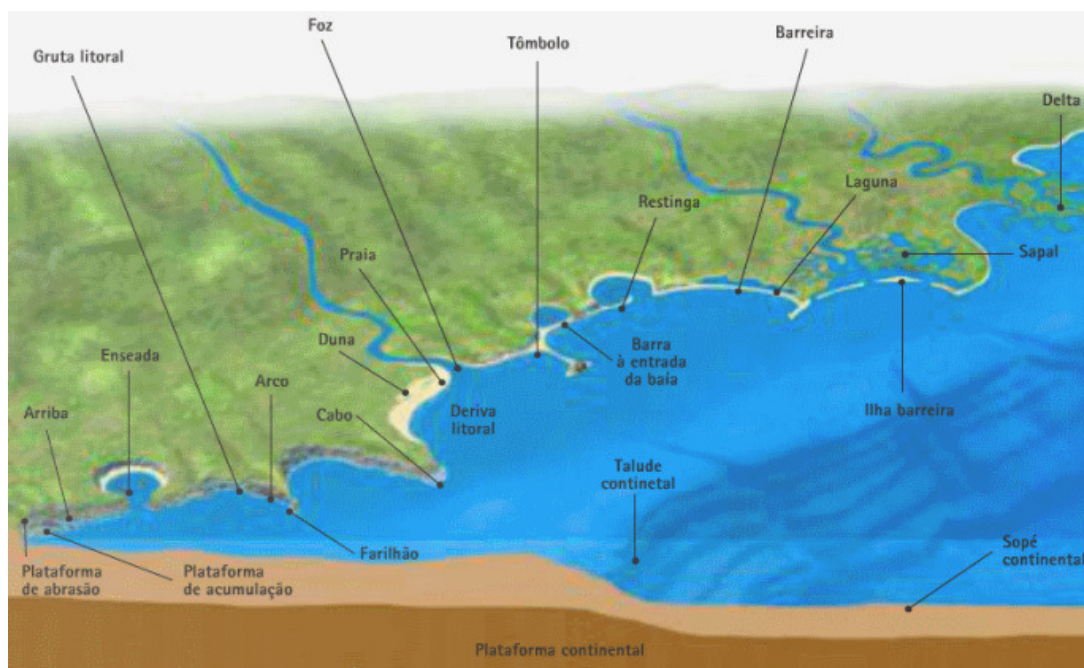 Foz
Gruta litoral
Tômbolo
Barreira
Delta
Laguna
Restinga
Praia
Sapal
Duna
Enseada
Barra
à entrada
da baía
Arco
Arriba
Cabo
Deriva
litoral
Ilha barreira
Talude
continetal
Farilhão
Sopé
continental
Plataforma
de abrasão
Plataforma
de acumulação
Plataforma continental